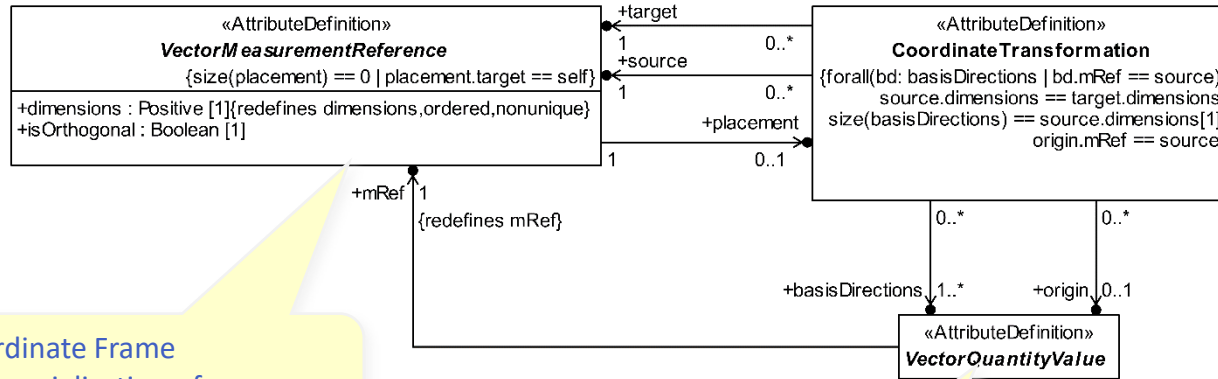 «AttributeDefinition»
VectorMeasurementReference
{size(placement) == 0 | placement.target == self}
+dimensions : Positive [1]{redefines dimensions,ordered,nonunique}
+isOrthogonal : Boolean [1]
+target
1
0..*
+source
1
0..*
+placement
1
0..1
«AttributeDefinition»
CoordinateTransformation
{forall(bd: basisDirections | bd.mRef == source)
source.dimensions == target.dimensions
size(basisDirections) == source.dimensions[1]
origin.mRef == source
+mRef
1
{redefines mRef}
0..*
0..*
+basisDirections
1..*
+origin
0..1
«AttributeDefinition»
VectorQuantityValue
rdinate Frame